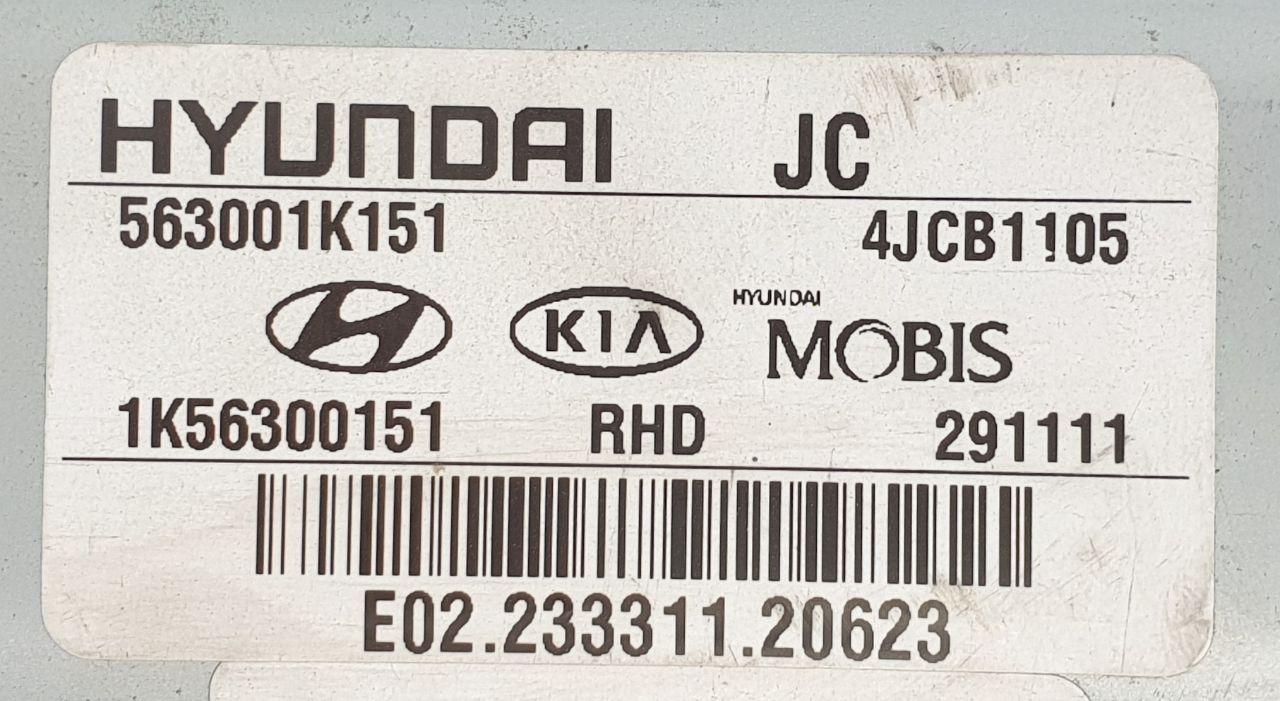 HYUNDAI JC
563001K151 4JCB1105
KIA HYUNDAI MOBIS
1K56300151 RHD 291111
E02.233311.20623